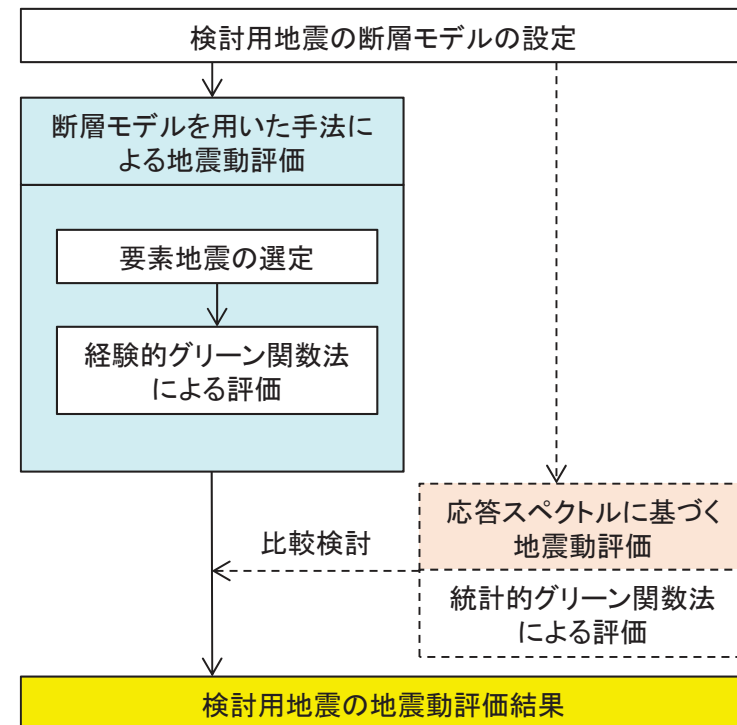 検討用地震の断層モデルの設定
断層モデルを用いた手法に
よる地震動評価
要素地震の選定
経験的グリーン関数法
による評価
応答スペクトルに基づく
地震動評価
比較検討
統計的グリーン関数法
による評価
検討用地震の地震動評価結果